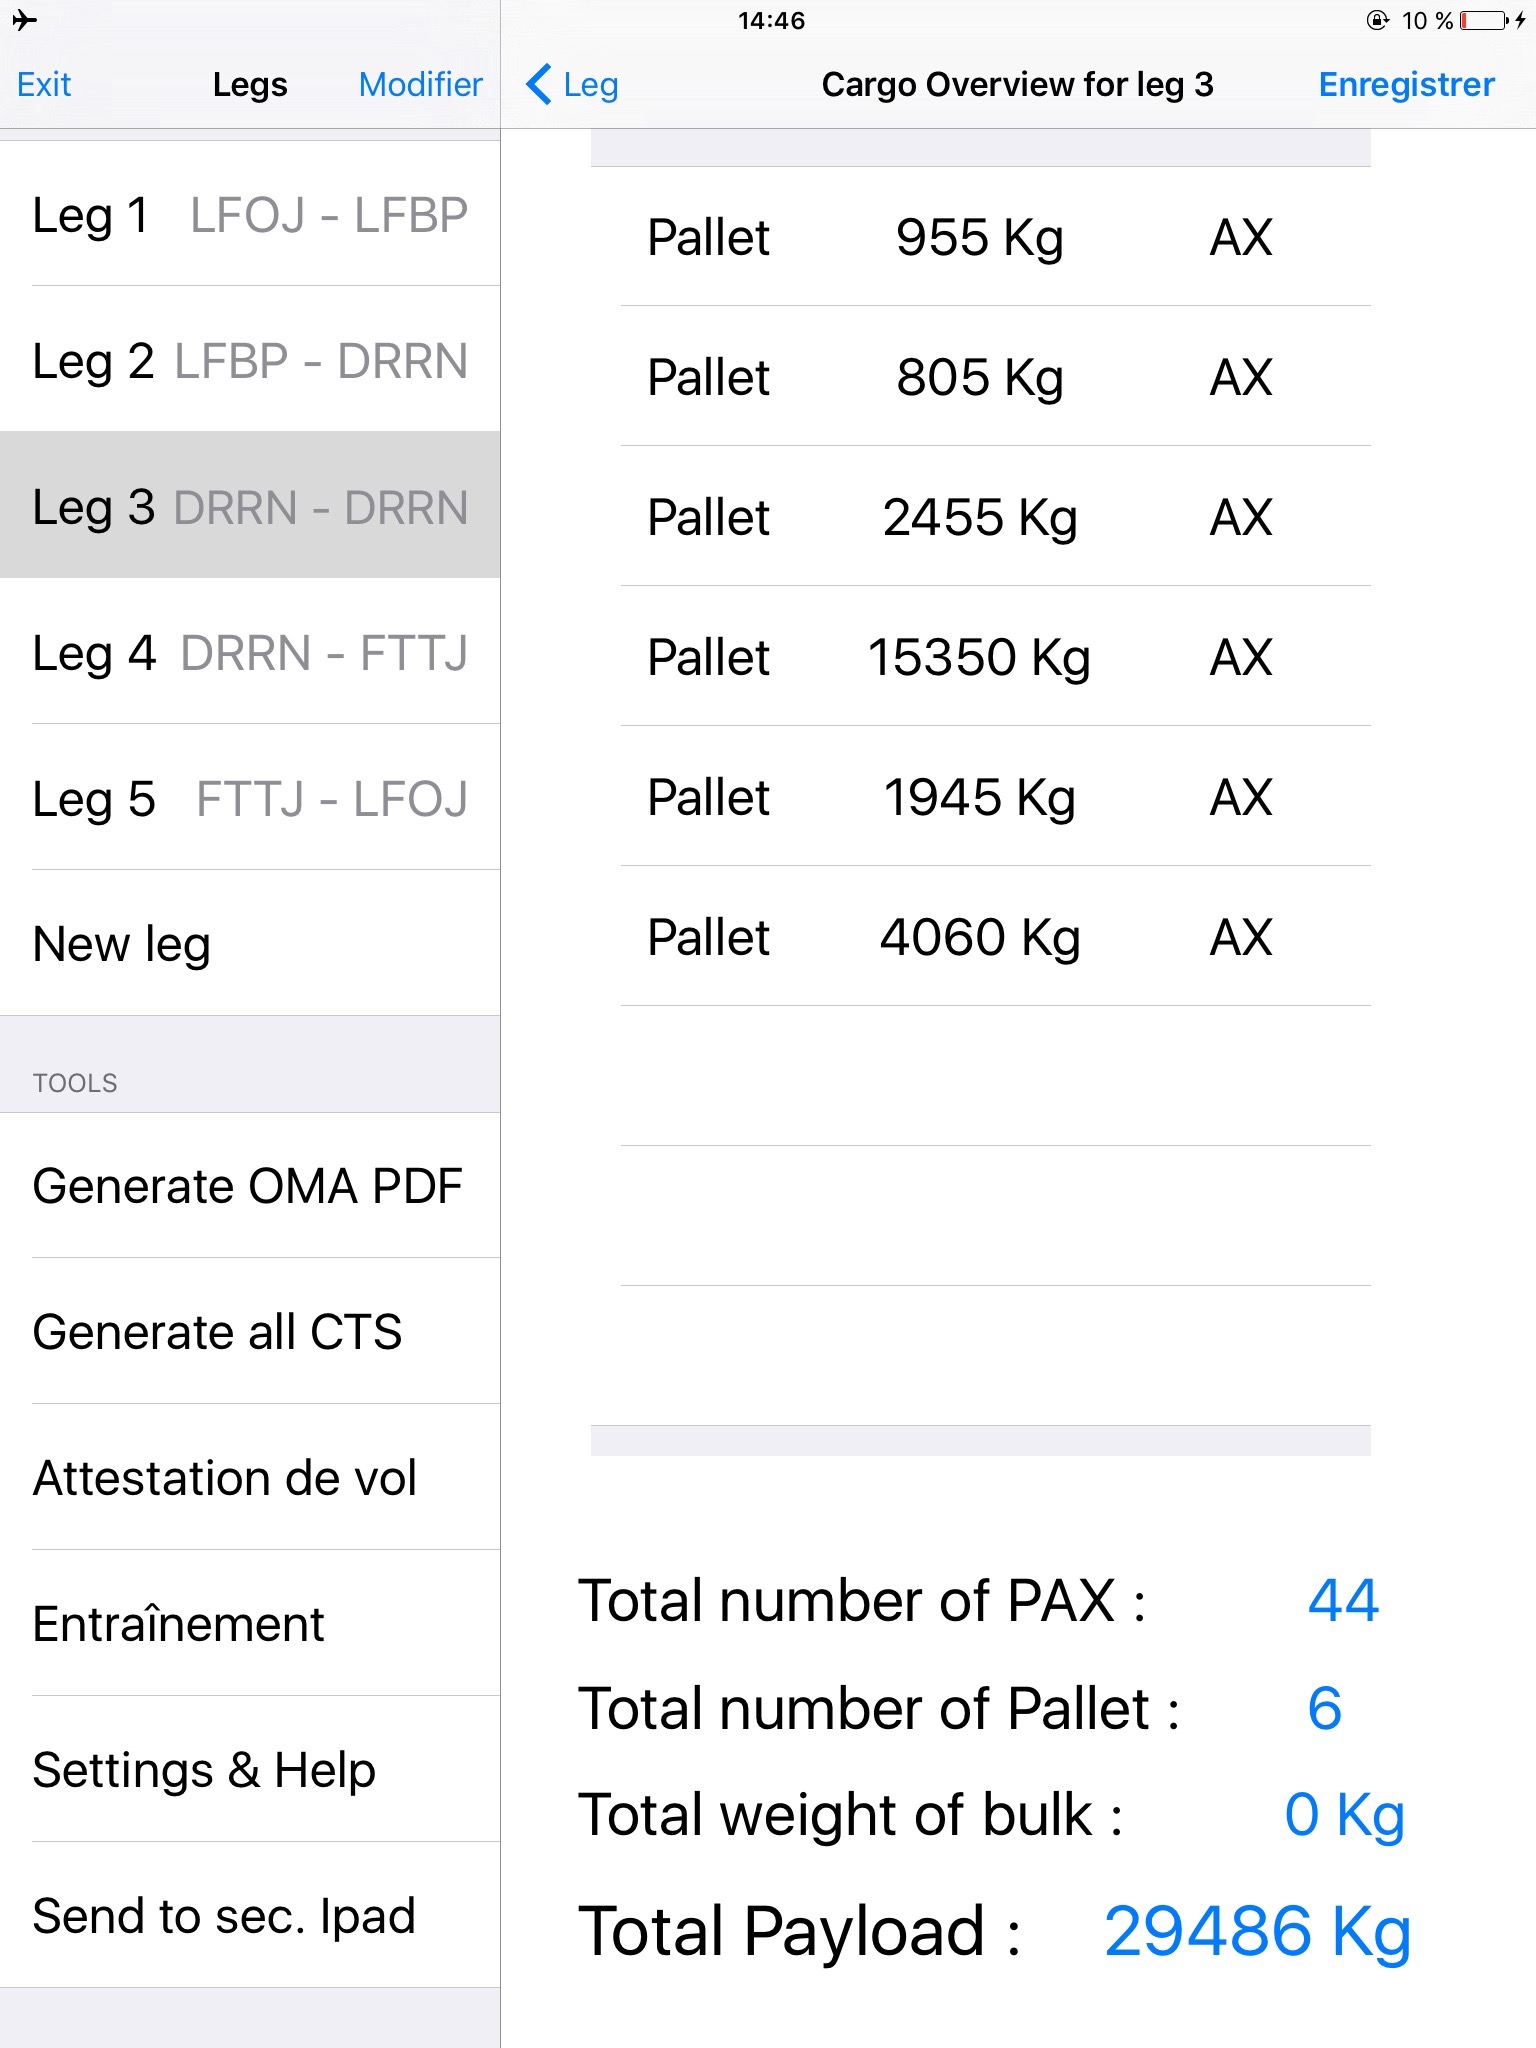 14:46
10 %
Exit Legs Modifier
Leg 1 LFOJ - LFBP
Leg 2 LFBP - DRRN
Leg 3 DRRN - DRRN
Leg 4 DRRN - FTTJ
Leg 5 FTTJ - LFOJ
New leg
TOOLS
Generate OMA PDF
Generate all CTS
Attestation de vol
Entraînement
Settings & Help
Send to sec. Ipad
Leg Cargo Overview for leg 3 Enregistrer
Pallet 955 Kg AX
Pallet 805 Kg AX
Pallet 2455 Kg AX
Pallet 15350 Kg AX
Pallet 1945 Kg AX
Pallet 4060 Kg AX
Total number of PAX : 44
Total number of Pallet : 6
Total weight of bulk : 0 Kg
Total Payload : 29486 Kg